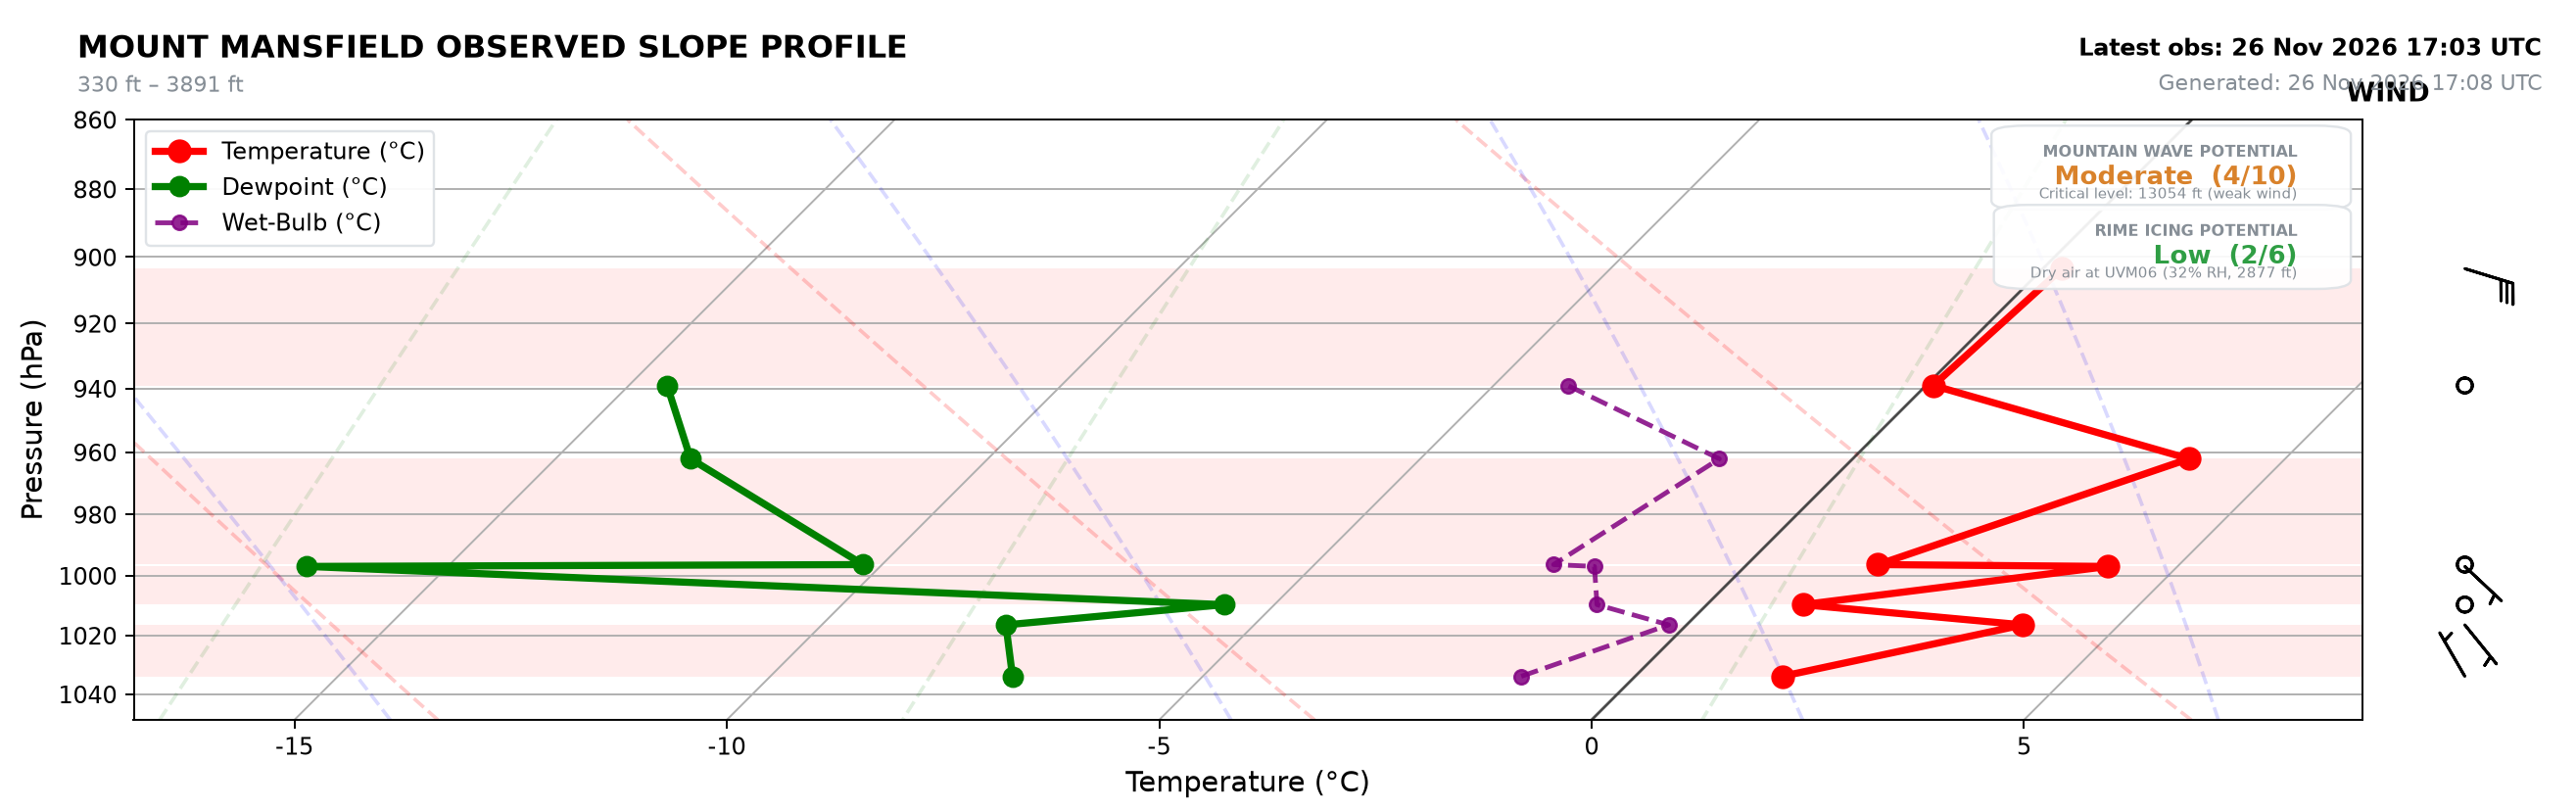 MOUNT MANSFIELD OBSERVED SLOPE PROFILE
Latest obs: 26 Nov 2026 17:03 UTC
330 ft – 3891 ft
Generated: 26 Nov 2026 17:08 UTC
WIND
Temperature (°C)
Dewpoint (°C)
Wet-Bulb (°C)
MOUNTAIN WAVE POTENTIAL
Moderate (4/10)
Critical level: 13054 ft (weak wind)
RIME ICING POTENTIAL
Low (2/6)
Dry air at UVM06 (32% RH, 2877 ft)
Pressure (hPa)
860
880
900
920
940
960
980
1000
1020
1040
-15 -10 -5 0 5
Temperature (°C)